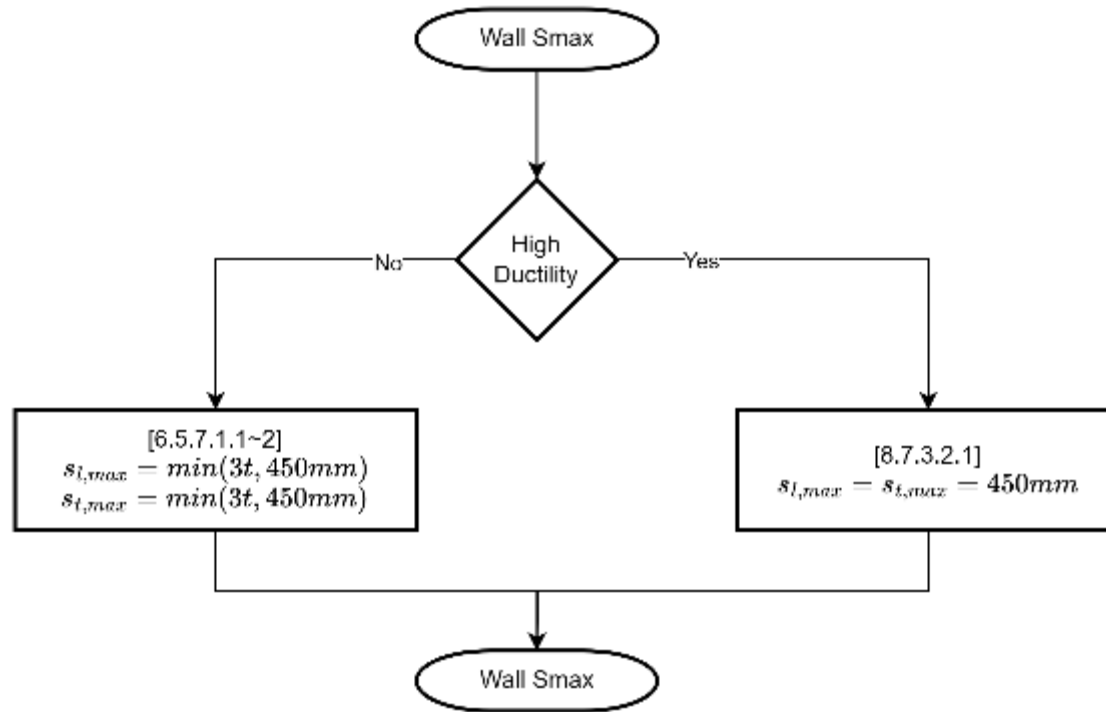 Wall Smax
High
Ductility
No
Yes
[6.5.7.1.1~2]
s_{l,max} = min(3t, 450mm)
s_{t,max} = min(3t, 450mm)
[8.7.3.2.1]
s_{l,max} = s_{t,max} = 450mm
Wall Smax